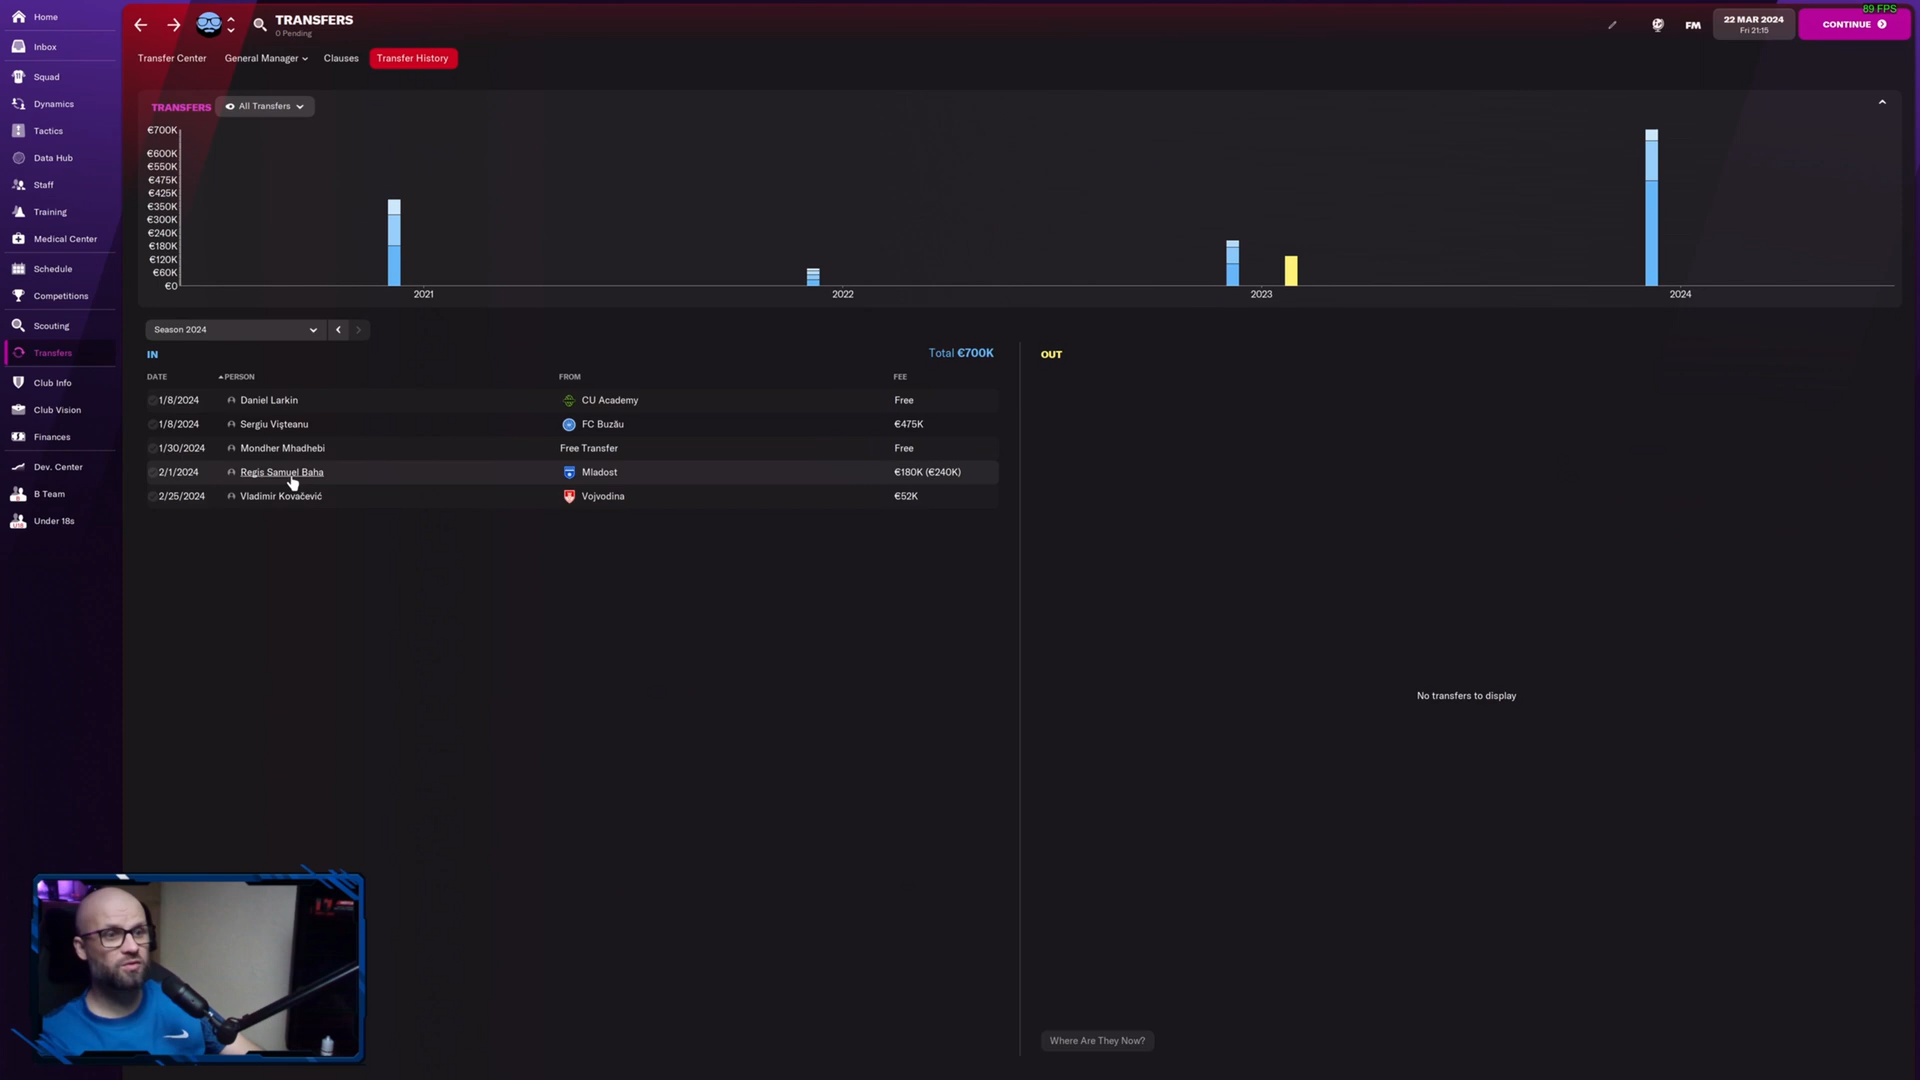 89 FPS
Home
Inbox
Squad
Dynamics
Tactics
Data Hub
Staff
Training
Medical Center
Schedule
Competitions
Scouting
Transfers
Club Info
Club Vision
Finances
Dev. Center
B Team
Under 18s
TRANSFERS
0 Pending
FM
22 MAR 2024
Fri 21:15
CONTINUE
Transfer Center
General Manager
Clauses
Transfer History
TRANSFERS
All Transfers
€700K
€600K
€550K
€475K
€425K
€350K
€300K
€240K
€180K
€120K
€60K
€0
2021
2022
2023
2024
Season 2024
IN
Total €700K
DATE PERSON FROM FEE
1/8/2024 Daniel Larkin CU Academy Free
1/8/2024 Sergiu Vișteanu FC Buzău €475K
1/30/2024 Mondher Mhadhebi Free Transfer Free
2/1/2024 Regis Samuel Baha Mladost €180K (€240K)
2/25/2024 Vladimir Kovačević Vojvodina €52K
OUT
No transfers to display
Where Are They Now?